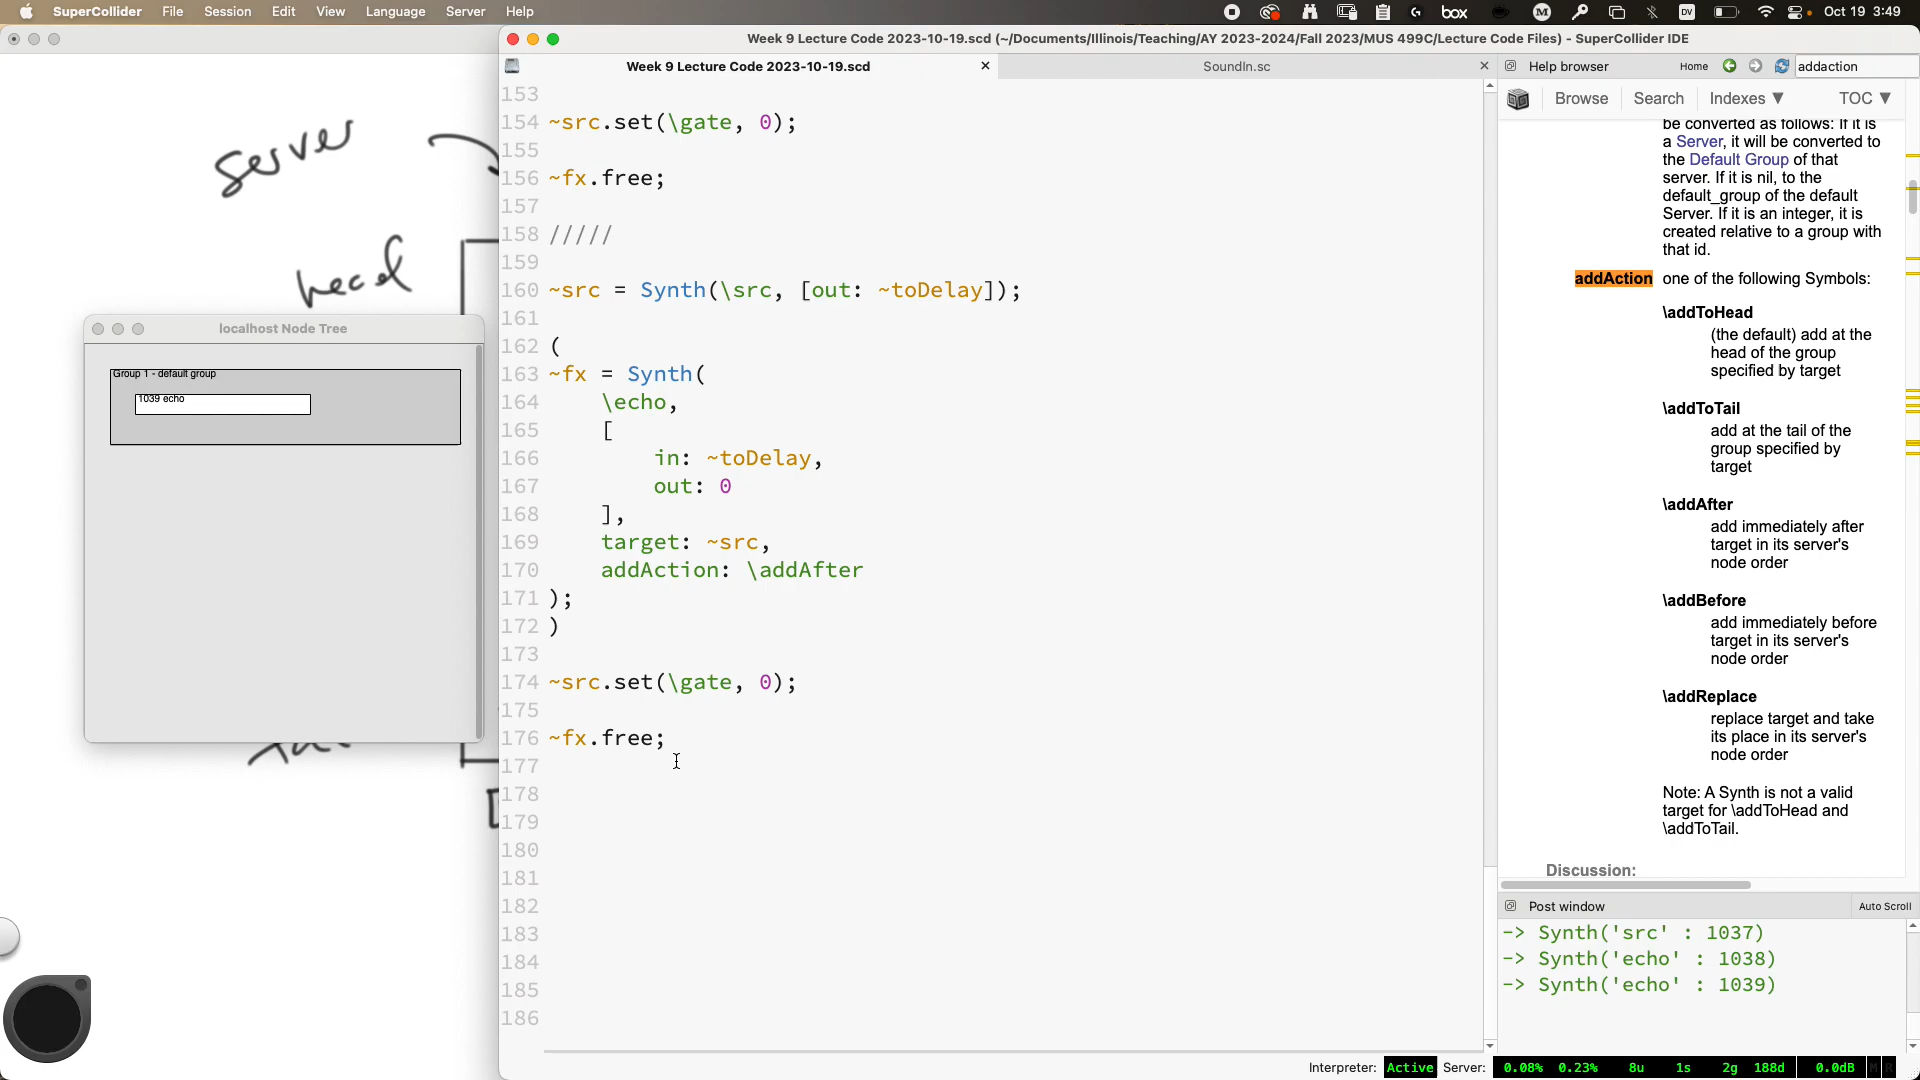 SuperCollider File Session Edit View Language Server Help
box
DV
Oct 19 3:49
Week 9 Lecture Code 2023-10-19.scd (~/Documents/Illinois/Teaching/AY 2023-2024/Fall 2023/MUS 499C/Lecture Code Files) - SuperCollider IDE
Week 9 Lecture Code 2023-10-19.scd
SoundIn.sc
server
head
localhost Node Tree
Group 1 - default group
1039 echo
153
154 ~src.set(\gate, 0);
155
156 ~fx.free;
157
158 /////
159
160 ~src = Synth(\src, [out: ~toDelay]);
161
162 (
163 ~fx = Synth(
164 \echo,
165 [
166 in: ~toDelay,
167 out: 0
168 ],
169 target: ~src,
170 addAction: \addAfter
171 );
172 )
173
174 ~src.set(\gate, 0);
175
176 ~fx.free;
177
178
179
180
181
182
183
184
185
186
Help browser
Home
addaction
Browse Search Indexes ▼ TOC ▼
be converted as follows: If it is
a Server, it will be converted to
the Default Group of that
server. If it is nil, to the
default_group of the default
Server. If it is an integer, it is
created relative to a group with
that id.
addAction one of the following Symbols:
\addToHead
(the default) add at the
head of the group
specified by target
\addToTail
add at the tail of the
group specified by
target
\addAfter
add immediately after
target in its server's
node order
\addBefore
add immediately before
target in its server's
node order
\addReplace
replace target and take
its place in its server's
node order
Note: A Synth is not a valid
target for \addToHead and
\addToTail.
Discussion:
Post window
Auto Scroll
-> Synth('src' : 1037)
-> Synth('echo' : 1038)
-> Synth('echo' : 1039)
Interpreter: Active Server: 0.08% 0.23% 8u 1s 2g 188d 0.0dB M R